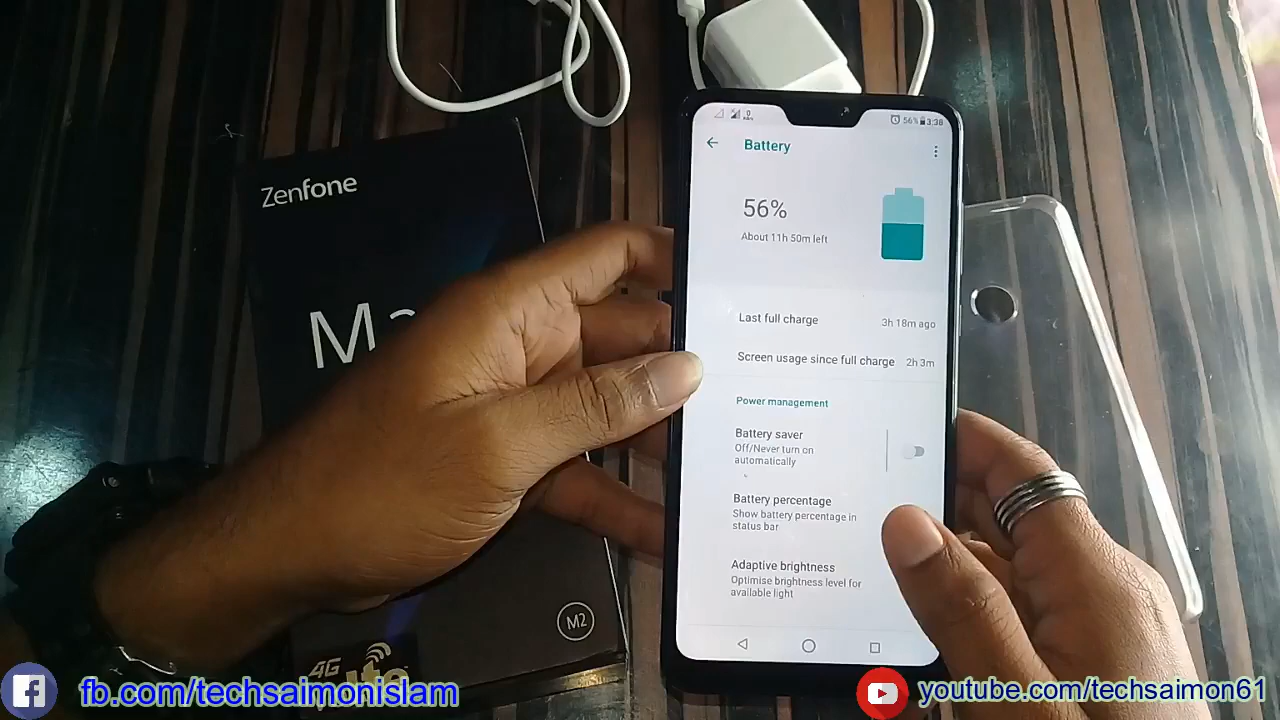 56% 3:38
Battery
56%
About 11h 50m left
Last full charge
3h 18m ago
Screen usage since full charge
2h 3m
Power management
Battery saver
Off/Never turn on
automatically
Battery percentage
Show battery percentage in
status bar
Adaptive brightness
Optimise brightness level for
available light
Zenfone
M2
4G
fb.com/techsaimonislam
youtube.com/techsaimon61